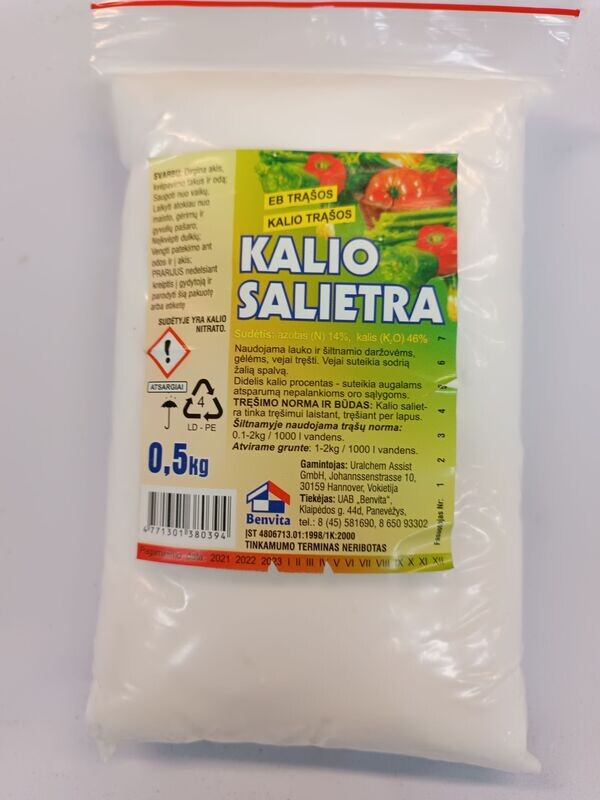 SVARBU: Dirgina akis,
kvėpavimo takus ir odą;
Saugoti nuo vaikų,
Laikyti atokiau nuo
maisto, gėrimų ir
gyvulių pašaro;
Neįkvėpti dulkių;
Vengti patekimo ant
odos ir į akis;
PRARIJUS nedelsiant
kreiptis į gydytoją ir
parodyti šią pakuotę
arba etiketę
SUDĖTYJE YRA KALIO
NITRATO.
ATSARGIAI
4
LD - PE
0,5kg
4771301380394
EB TRĄŠOS
KALIO TRĄŠOS
KALIO
SALIETRA
Sudėtis: azotas (N) 14%, kalis (K₂O) 46%
Naudojama lauko ir šiltnamio daržovėms,
gėlėms, vejai tręšti. Vejai suteikia sodrią
žalią spalvą.
Didelis kalio procentas - suteikia augalams
atsparumą nepalankioms oro sąlygoms.
TRĘŠIMO NORMA IR BŪDAS: Kalio saliet-
ra tinka tręšimui laistant, tręšiant per lapus.
Šiltnamyje naudojama trąšų norma:
0.1-2kg / 1000 l vandens.
Atvirame grunte: 1-2kg / 1000 l vandens.
Gamintojas: Uralchem Assist
GmbH, Johannssenstrasse 10,
30159 Hannover, Vokietija
Tiekėjas: UAB „Benvita",
Klaipėdos g. 44d, Panevėžys,
tel.: 8 (45) 581690, 8 650 93302
Benvita
ĮST 4806713.01:1998/1K:2000
TINKAMUMO TERMINAS NERIBOTAS
Pagaminimo data: 2021 2022 2023 I II III IV V VI VII VIII IX X XI XII
Fasuotojas Nr: 1 2 3 4 5 6 7